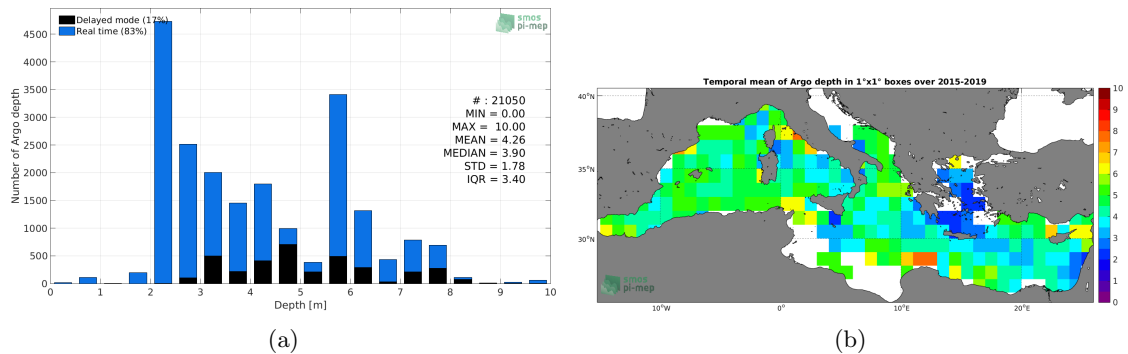 Delayed mode (17%)
Real time (83%)
smos
pi-mep
# : 21050
MIN = 0.00
MAX = 10.00
MEAN = 4.26
MEDIAN = 3.90
STD = 1.78
IQR = 3.40
Number of Argo depth
4500
4000
3500
3000
2500
2000
1500
1000
500
0
0 1 2 3 4 5 6 7 8 9 10
Depth [m]
(a)
Temporal mean of Argo depth in 1°x1° boxes over 2015-2019
40°N
35°N
30°N
10°W 0° 10°E 20°E
10
9
8
7
6
5
4
3
2
1
0
smos
pi-mep
(b)